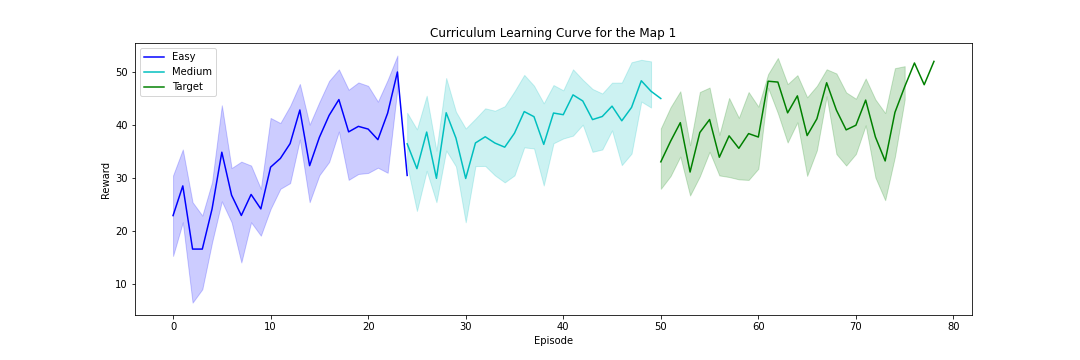 Curriculum Learning Curve for the Map 1
Easy
Medium
Target
Reward
50
40
30
20
10
0 10 20 30 40 50 60 70 80
Episode